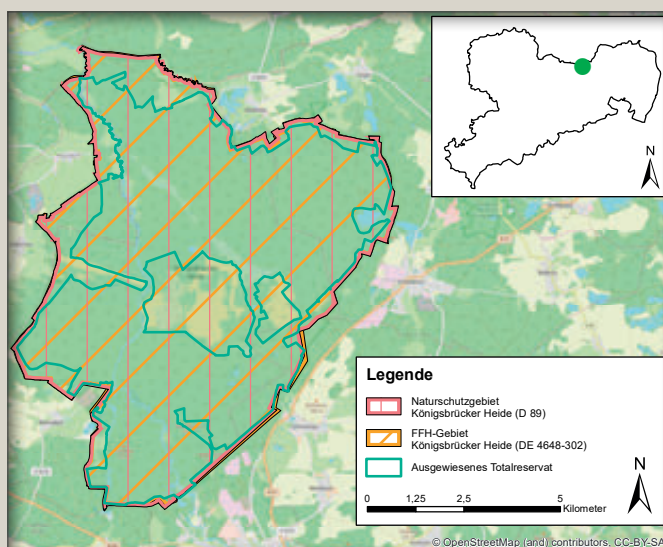 N
Legende
Naturschutzgebiet
Königsbrücker Heide (D 89)
FFH-Gebiet
Königsbrücker Heide (DE 4648-302)
Ausgewiesenes Totalreservat
N
0 1,25 2,5 5
Kilometer
© OpenStreetMap (and) contributors, CC-BY-SA